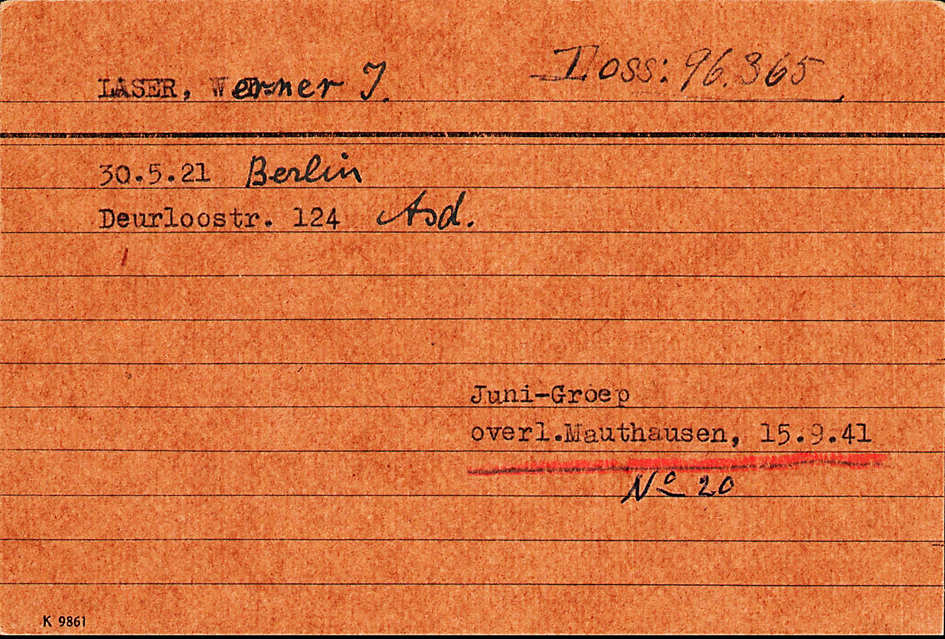 LASER, Werner J.
Doss: 96.365
30.5.21 Berlin
Deurloostr. 124 Asd.
Juni-Groep
overl.Mauthausen, 15.9.41
No 20
K 9861